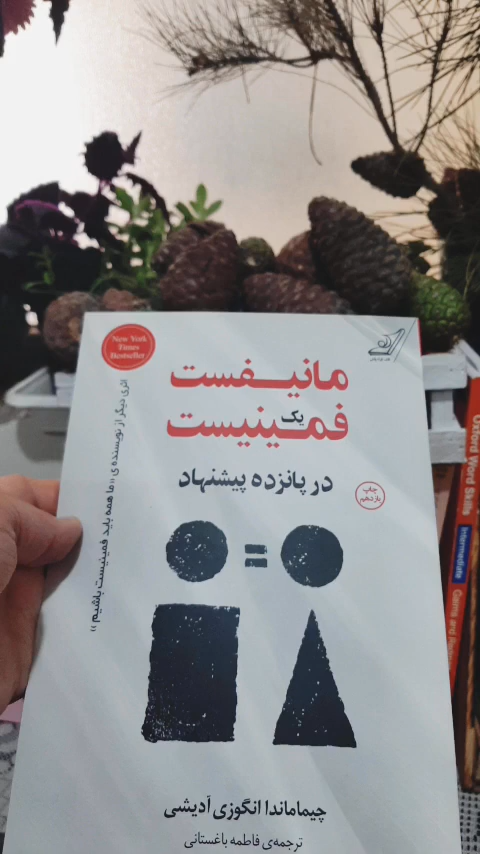 New York
Times
Bestseller
مانیفست
یک
فمینیست
در پانزده پیشنهاد
چاپ
یازدهم
اثری دیگر از نویسنده‌ی «ما همه باید فمینیست باشیم»
=
چیماماندا انگوزی آدیشی
ترجمه‌ی فاطمه باغستانی
Oxford Word Skills
Intermediate